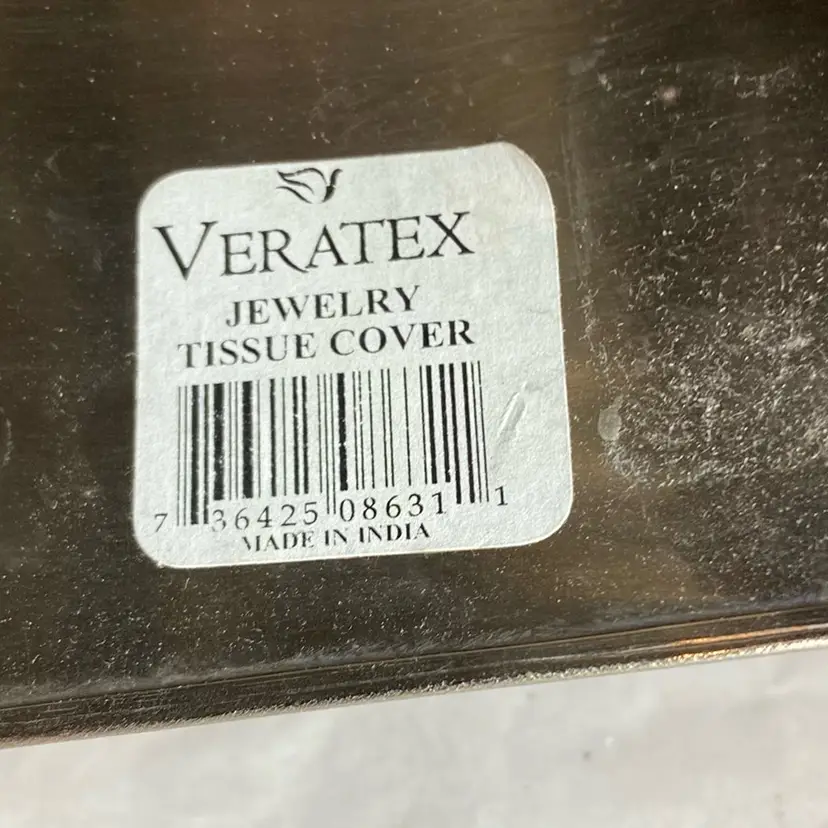 VERATEX
JEWELRY
TISSUE COVER
7 36425 08631 1
MADE IN INDIA